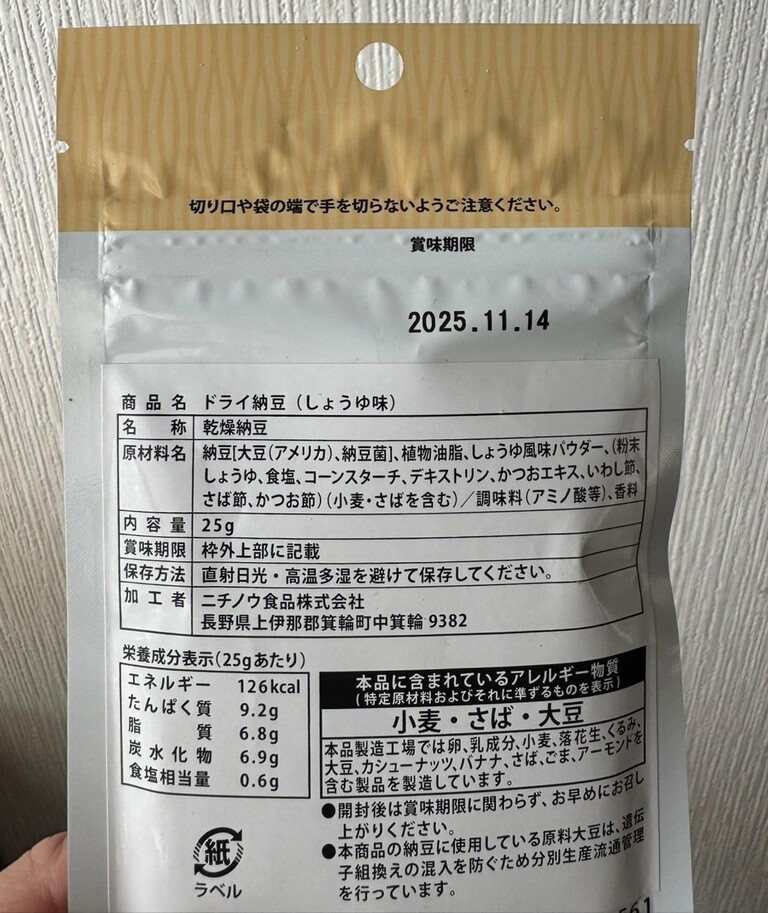 切り口や袋の端で手を切らないようご注意ください。
賞味期限
2025.11.14
商品名 ドライ納豆（しょうゆ味）
名称 乾燥納豆
原材料名 納豆[大豆（アメリカ）、納豆菌]、植物油脂、しょうゆ風味パウダー、（粉末
しょうゆ、食塩、コーンスターチ、デキストリン、かつおエキス、いわし節、
さば節、かつお節）（小麦・さばを含む）／調味料（アミノ酸等）、香料
内容量 25g
賞味期限 枠外上部に記載
保存方法 直射日光・高温多湿を避けて保存してください。
加工者 ニチノウ食品株式会社
長野県上伊那郡箕輪町中箕輪 9382
栄養成分表示（25gあたり）
エネルギー 126kcal
たんぱく質 9.2g
脂質 6.8g
炭水化物 6.9g
食塩相当量 0.6g
本品に含まれているアレルギー物質
（特定原材料およびそれに準ずるものを表示）
小麦・さば・大豆
本品製造工場では卵、乳成分、小麦、落花生、くるみ、
大豆、カシューナッツ、バナナ、さば、ごま、アーモンドを
含む製品を製造しています。
●開封後は賞味期限に関わらず、お早めにお召し
上がりください。
●本商品の納豆に使用している原料大豆は、遺伝
子組換えの混入を防ぐため分別生産流通管理
を行っています。
紙
ラベル